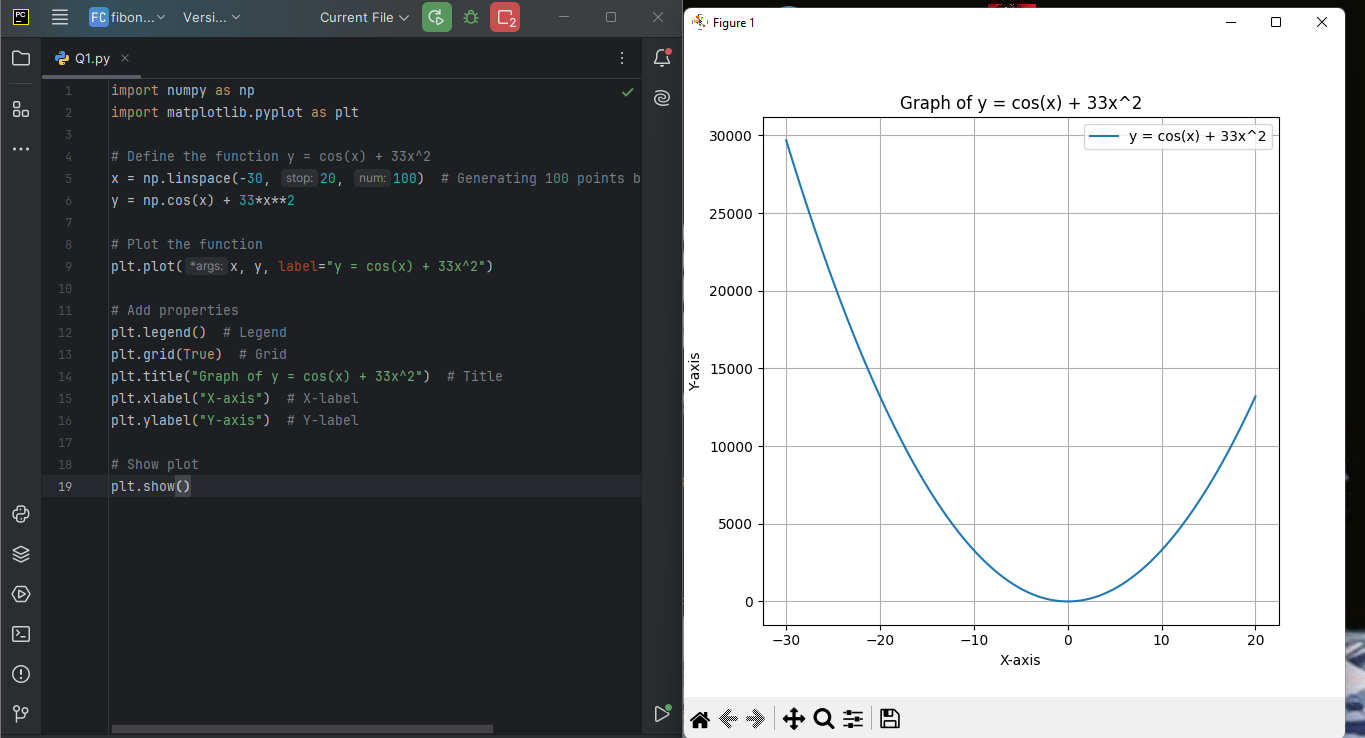 PC
FC fibon...
Versi...
Current File
2
Q1.py
1 import numpy as np
2 import matplotlib.pyplot as plt
3
4 # Define the function y = cos(x) + 33x^2
5 x = np.linspace(-30, stop: 20, num: 100)  # Generating 100 points b
6 y = np.cos(x) + 33*x**2
7
8 # Plot the function
9 plt.plot( *args: x, y, label="y = cos(x) + 33x^2")
10
11 # Add properties
12 plt.legend()  # Legend
13 plt.grid(True)  # Grid
14 plt.title("Graph of y = cos(x) + 33x^2")  # Title
15 plt.xlabel("X-axis")  # X-label
16 plt.ylabel("Y-axis")  # Y-label
17
18 # Show plot
19 plt.show()
Figure 1
Graph of y = cos(x) + 33x^2
y = cos(x) + 33x^2
30000
25000
20000
15000
10000
5000
0
Y-axis
−30 −20 −10 0 10 20
X-axis